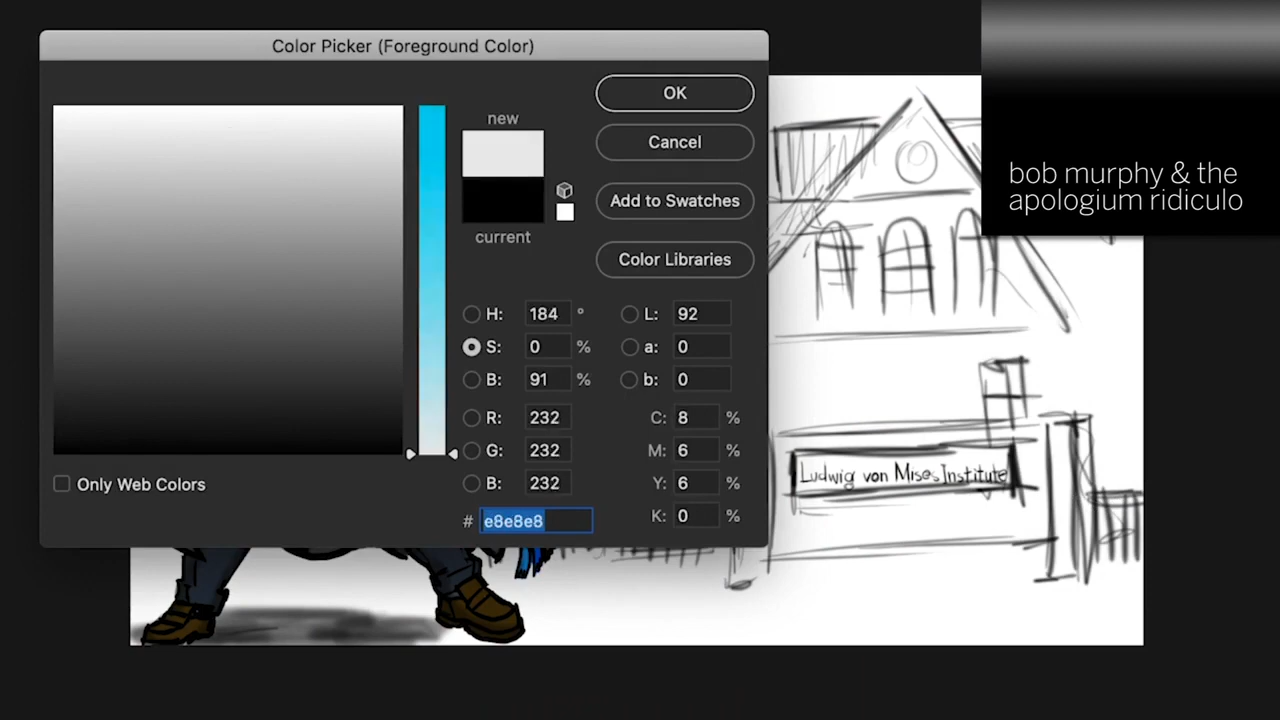 Color Picker (Foreground Color)
new
current
OK
Cancel
Add to Swatches
Color Libraries
H: 184 °
S: 0 %
B: 91 %
R: 232
G: 232
B: 232
# e8e8e8
L: 92
a: 0
b: 0
C: 8 %
M: 6 %
Y: 6 %
K: 0 %
Only Web Colors
bob murphy & the
apologium ridiculo
Ludwig von Mises Institute